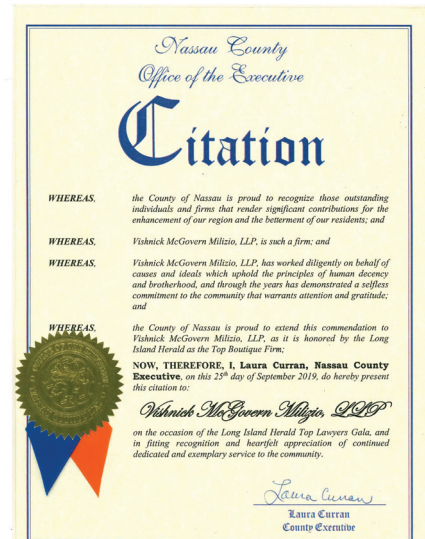 Nassau County
Office of the Executive
Citation
WHEREAS, the County of Nassau is proud to recognize those outstanding
individuals and firms that render significant contributions for the
enhancement of our region and the betterment of our residents; and
WHEREAS, Vishnick McGovern Milizio, LLP, is such a firm; and
WHEREAS, Vishnick McGovern Milizio, LLP, has worked diligently on behalf of
causes and ideals which uphold the principles of human decency
and brotherhood, and through the years has demonstrated a selfless
commitment to the community that warrants attention and gratitude;
and
WHEREAS, the County of Nassau is proud to extend this commendation to
Vishnick McGovern Milizio, LLP, as it is honored by the Long
Island Herald as the Top Boutique Firm;
NOW, THEREFORE, I, Laura Curran, Nassau County
Executive, on this 25th day of September 2019, do hereby present
this citation to:
Vishnick McGovern Milizio, LLP
on the occasion of the Long Island Herald Top Lawyers Gala, and
in fitting recognition and heartfelt appreciation of continued
dedicated and exemplary service to the community.
Laura Curran
Laura Curran
County Executive